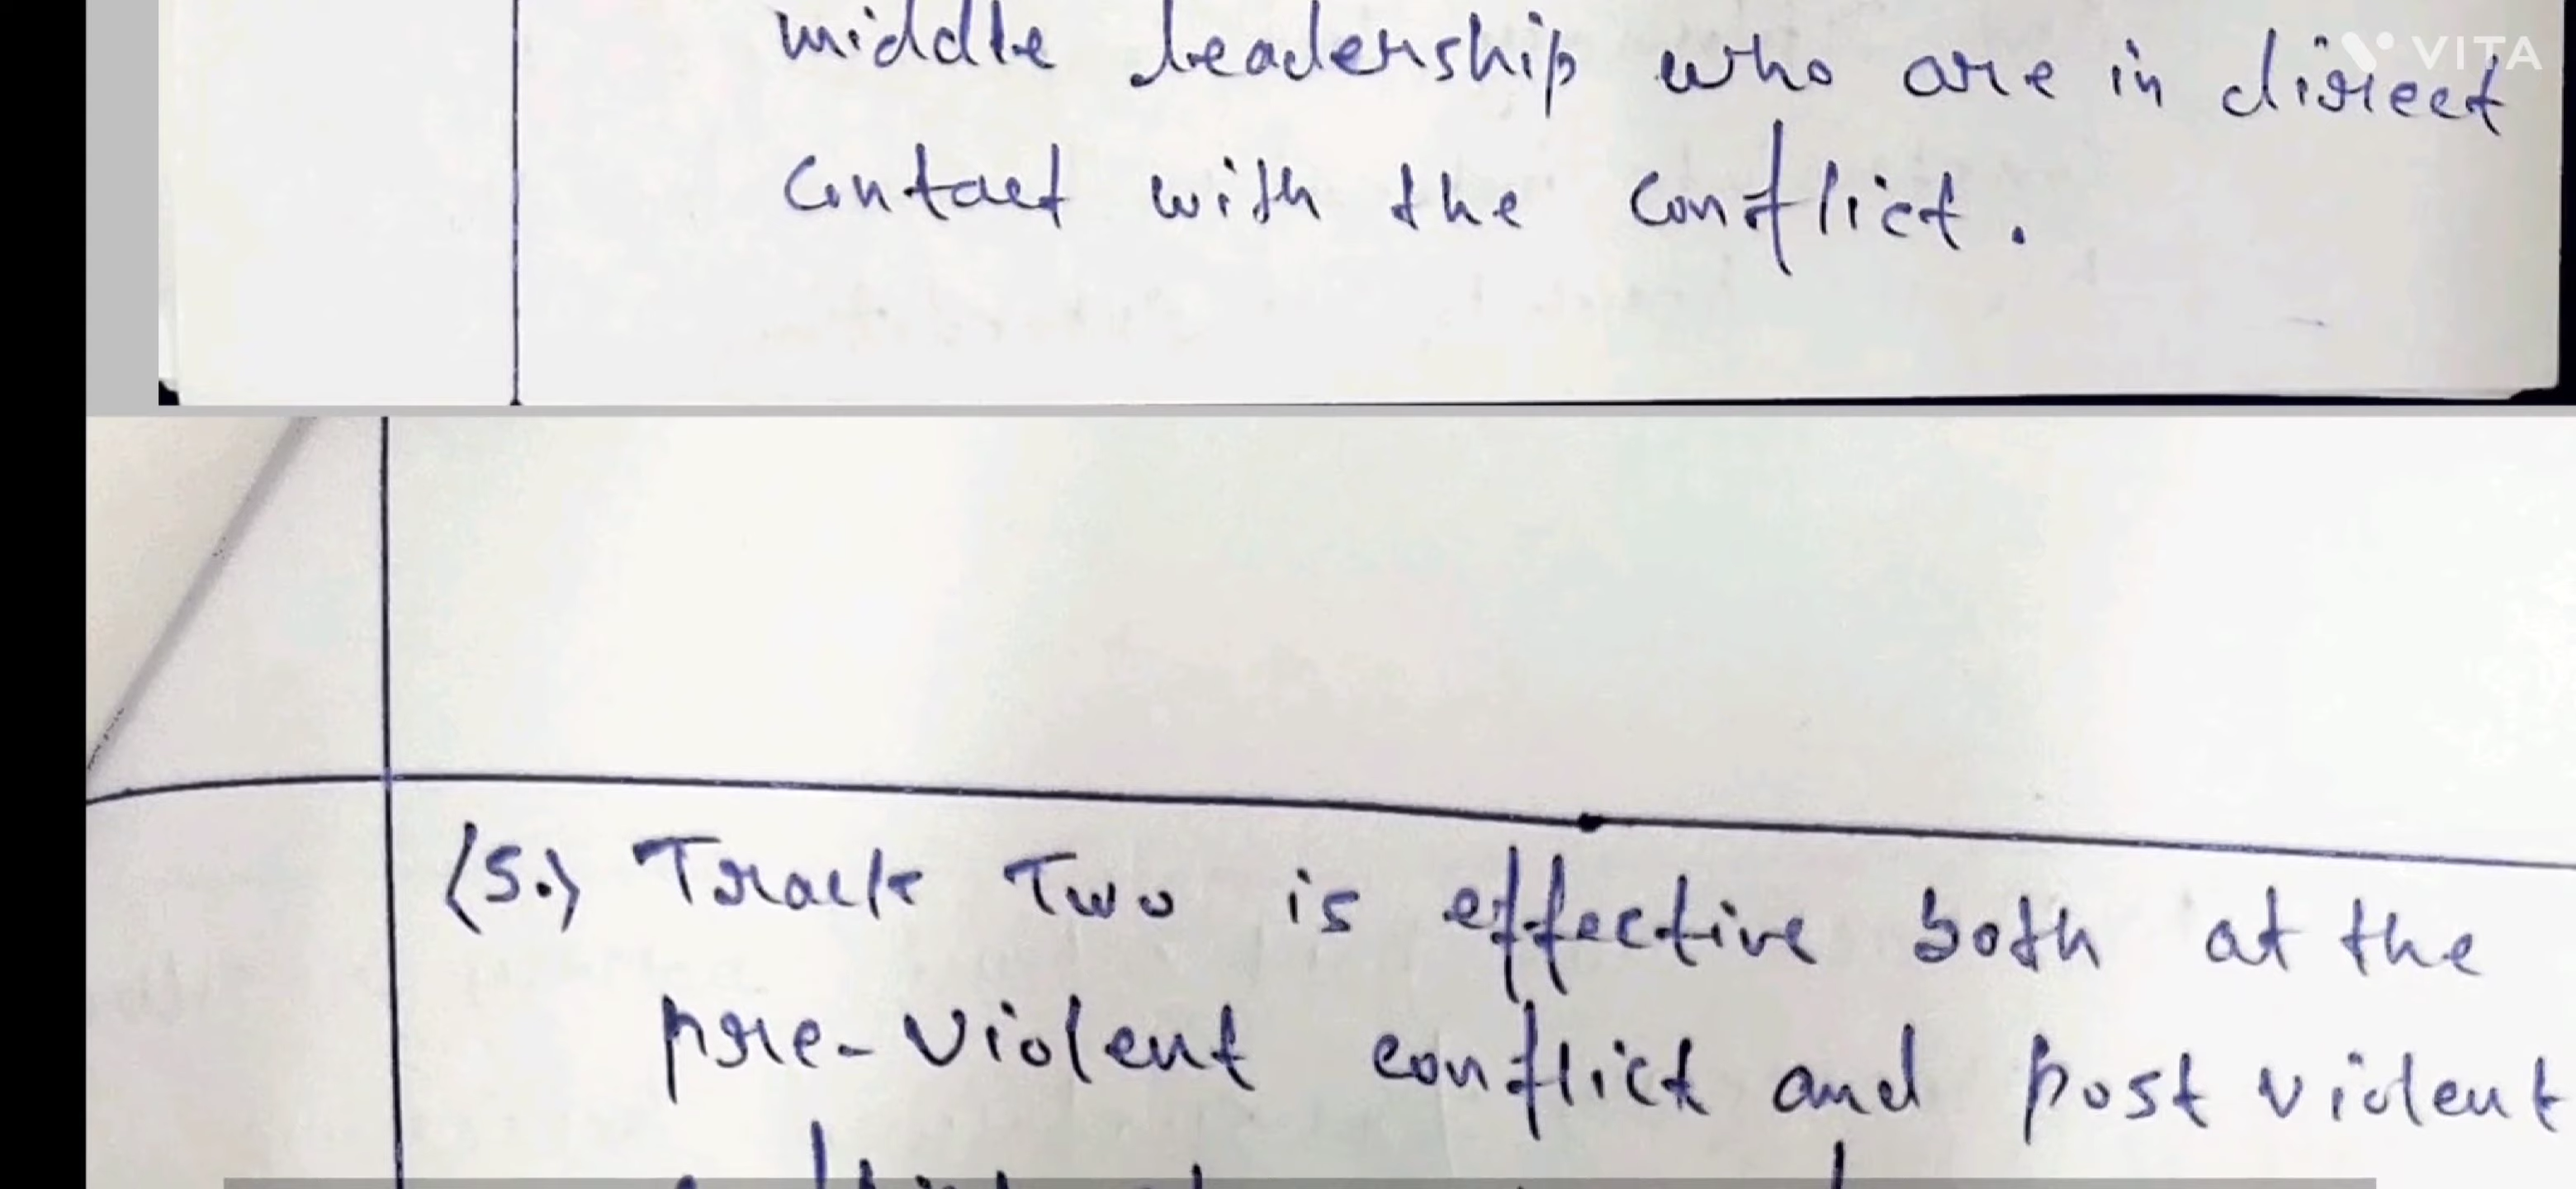 middle leadership who are in direct
VITA
contact with the conflict.
(5.) Track Two is effective both at the
pre-violent conflict and post violent